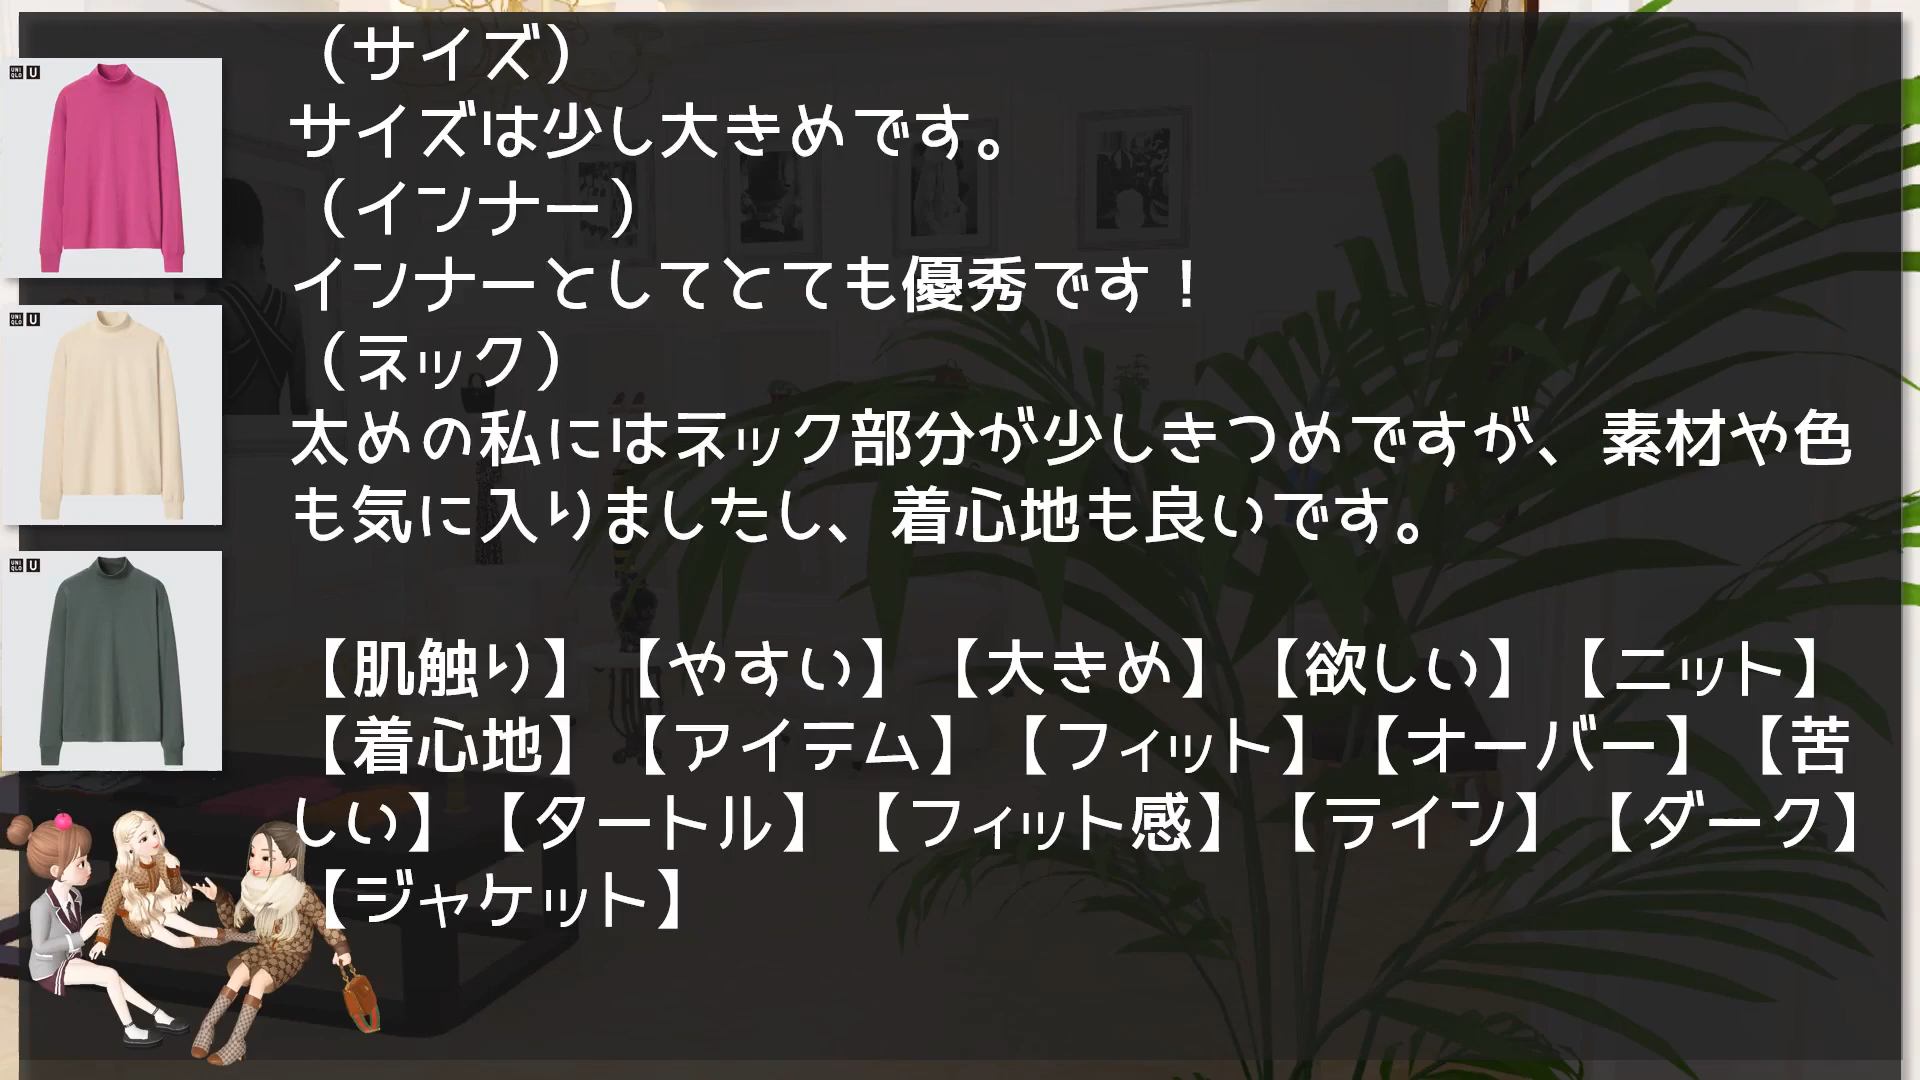 （サイズ）
サイズは少し大きめです。
（インナー）
インナーとしてとても優秀です！
（ネック）
太めの私にはネック部分が少しきつめですが、素材や色
も気に入りましたし、着心地も良いです。
【肌触り】【やすい】【大きめ】【欲しい】【ニット】
【着心地】【アイテム】【フィット】【オーバー】【苦
しい】【タートル】【フィット感】【ライン】【ダーク】
【ジャケット】
UNI QLO U
UNI QLO U
UNI QLO U